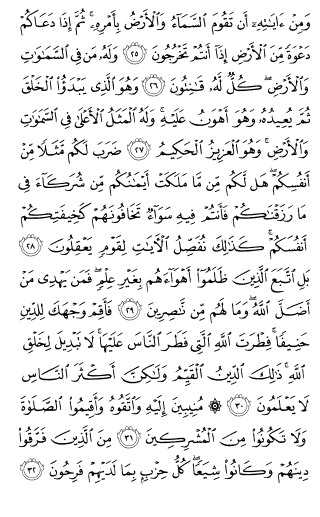 وَمِنْ ءَايَٰتِهِۦٓ أَن تَقُومَ ٱلسَّمَآءُ وَٱلْأَرْضُ بِأَمْرِهِۦۚ ثُمَّ إِذَا دَعَاكُمْ
دَعْوَةً مِّنَ ٱلْأَرْضِ إِذَآ أَنتُمْ تَخْرُجُونَ ٢٥ وَلَهُۥ مَن فِى ٱلسَّمَٰوَٰتِ
وَٱلْأَرْضِۖ كُلٌّ لَّهُۥ قَٰنِتُونَ ٢٦ وَهُوَ ٱلَّذِى يَبْدَؤُا۟ ٱلْخَلْقَ
ثُمَّ يُعِيدُهُۥ وَهُوَ أَهْوَنُ عَلَيْهِۚ وَلَهُ ٱلْمَثَلُ ٱلْأَعْلَىٰ فِى ٱلسَّمَٰوَٰتِ
وَٱلْأَرْضِۚ وَهُوَ ٱلْعَزِيزُ ٱلْحَكِيمُ ٢٧ ضَرَبَ لَكُم مَّثَلًا مِّنْ
أَنفُسِكُمْۖ هَل لَّكُم مِّن مَّا مَلَكَتْ أَيْمَٰنُكُم مِّن شُرَكَآءَ فِى
مَا رَزَقْنَٰكُمْ فَأَنتُمْ فِيهِ سَوَآءٌ تَخَافُونَهُمْ كَخِيفَتِكُمْ
أَنفُسَكُمْۚ كَذَٰلِكَ نُفَصِّلُ ٱلْءَايَٰتِ لِقَوْمٍ يَعْقِلُونَ ٢٨
بَلِ ٱتَّبَعَ ٱلَّذِينَ ظَلَمُوٓا۟ أَهْوَآءَهُم بِغَيْرِ عِلْمٍۖ فَمَن يَهْدِى مَنْ
أَضَلَّ ٱللَّهُۖ وَمَا لَهُم مِّن نَّٰصِرِينَ ٢٩ فَأَقِمْ وَجْهَكَ لِلدِّينِ
حَنِيفًاۚ فِطْرَتَ ٱللَّهِ ٱلَّتِى فَطَرَ ٱلنَّاسَ عَلَيْهَاۚ لَا تَبْدِيلَ لِخَلْقِ
ٱللَّهِۚ ذَٰلِكَ ٱلدِّينُ ٱلْقَيِّمُ وَلَٰكِنَّ أَكْثَرَ ٱلنَّاسِ
لَا يَعْلَمُونَ ٣٠ ۞ مُنِيبِينَ إِلَيْهِ وَٱتَّقُوهُ وَأَقِيمُوا۟ ٱلصَّلَوٰةَ
وَلَا تَكُونُوا۟ مِنَ ٱلْمُشْرِكِينَ ٣١ مِنَ ٱلَّذِينَ فَرَّقُوا۟
دِينَهُمْ وَكَانُوا۟ شِيَعًاۖ كُلُّ حِزْبٍۭ بِمَا لَدَيْهِمْ فَرِحُونَ ٣٢